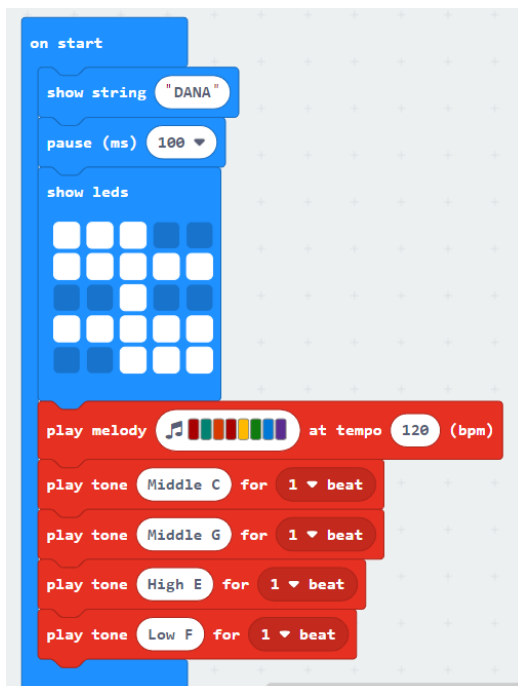 on start
show string "DANA"
pause (ms) 100
show leds
play melody at tempo 120 (bpm)
play tone Middle C for 1 beat
play tone Middle G for 1 beat
play tone High E for 1 beat
play tone Low F for 1 beat